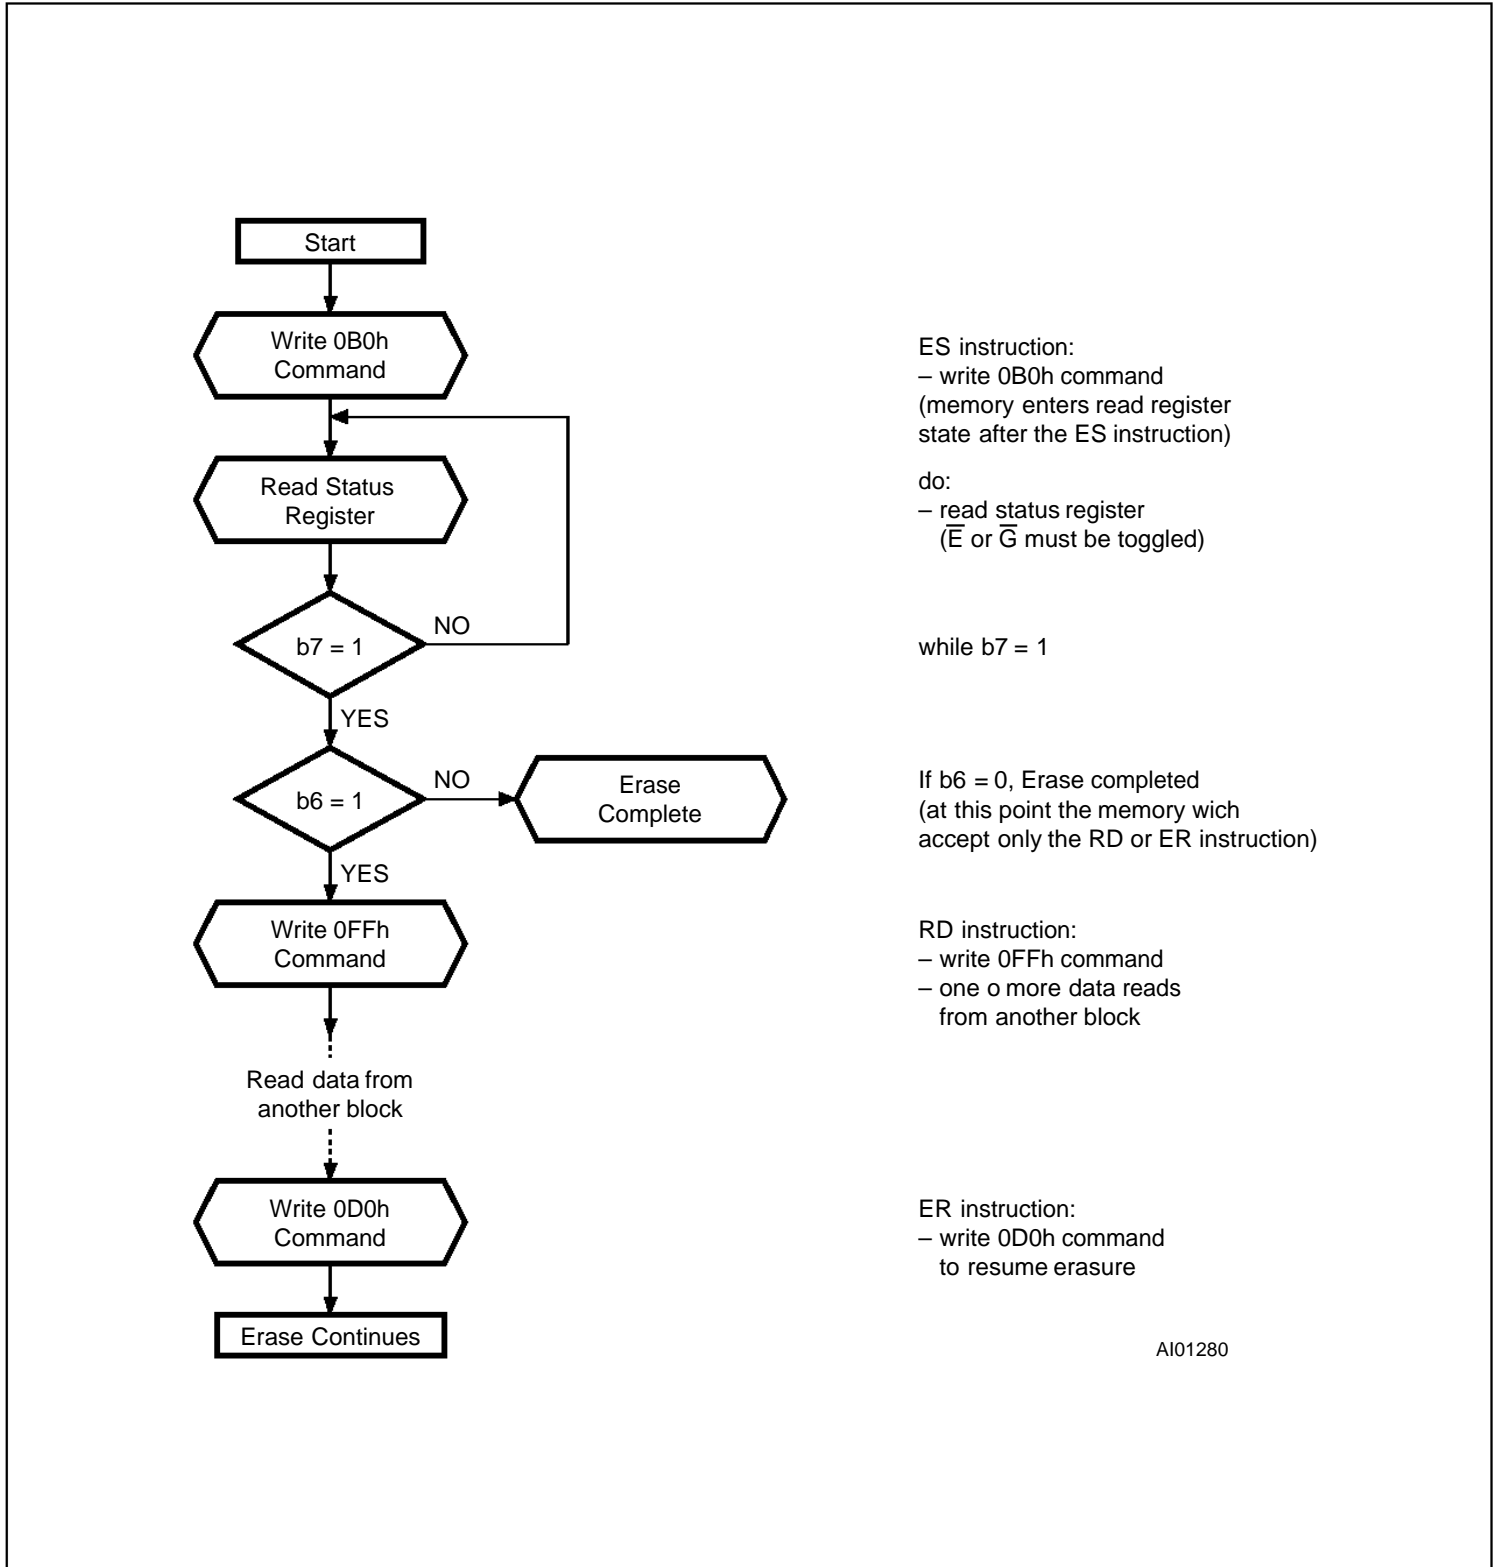 Start
Write 0B0h
Command
Read Status
Register
b7 = 1
NO
YES
b6 = 1
NO
Erase
Complete
YES
Write 0FFh
Command
Read data from
another block
Write 0D0h
Command
Erase Continues
ES instruction:
– write 0B0h command
(memory enters read register
state after the ES instruction)
do:
– read status register
(E̅ or G̅ must be toggled)
while b7 = 1
If b6 = 0, Erase completed
(at this point the memory wich
accept only the RD or ER instruction)
RD instruction:
– write 0FFh command
– one o more data reads
from another block
ER instruction:
– write 0D0h command
to resume erasure
AI01280